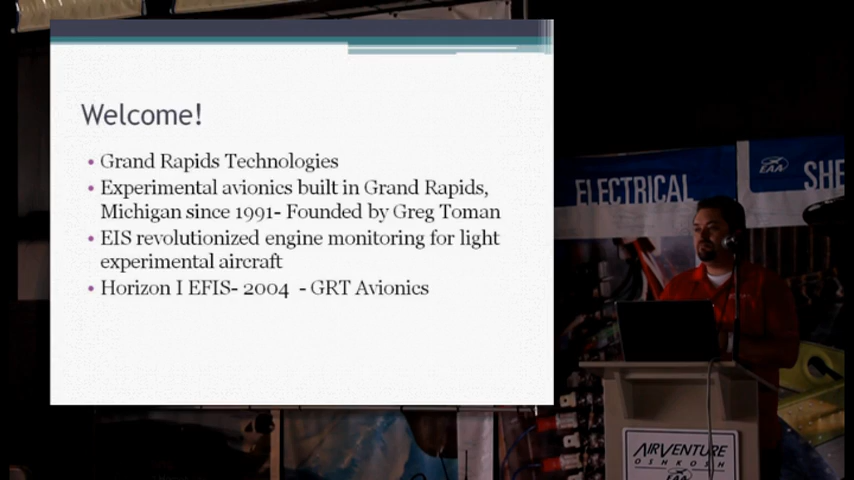 Welcome!
• Grand Rapids Technologies
• Experimental avionics built in Grand Rapids,
Michigan since 1991- Founded by Greg Toman
• EIS revolutionized engine monitoring for light
experimental aircraft
• Horizon I EFIS- 2004 - GRT Avionics
ELECTRICAL
EAA
SHE
AIRVENTURE
OSHKOSH
EAA